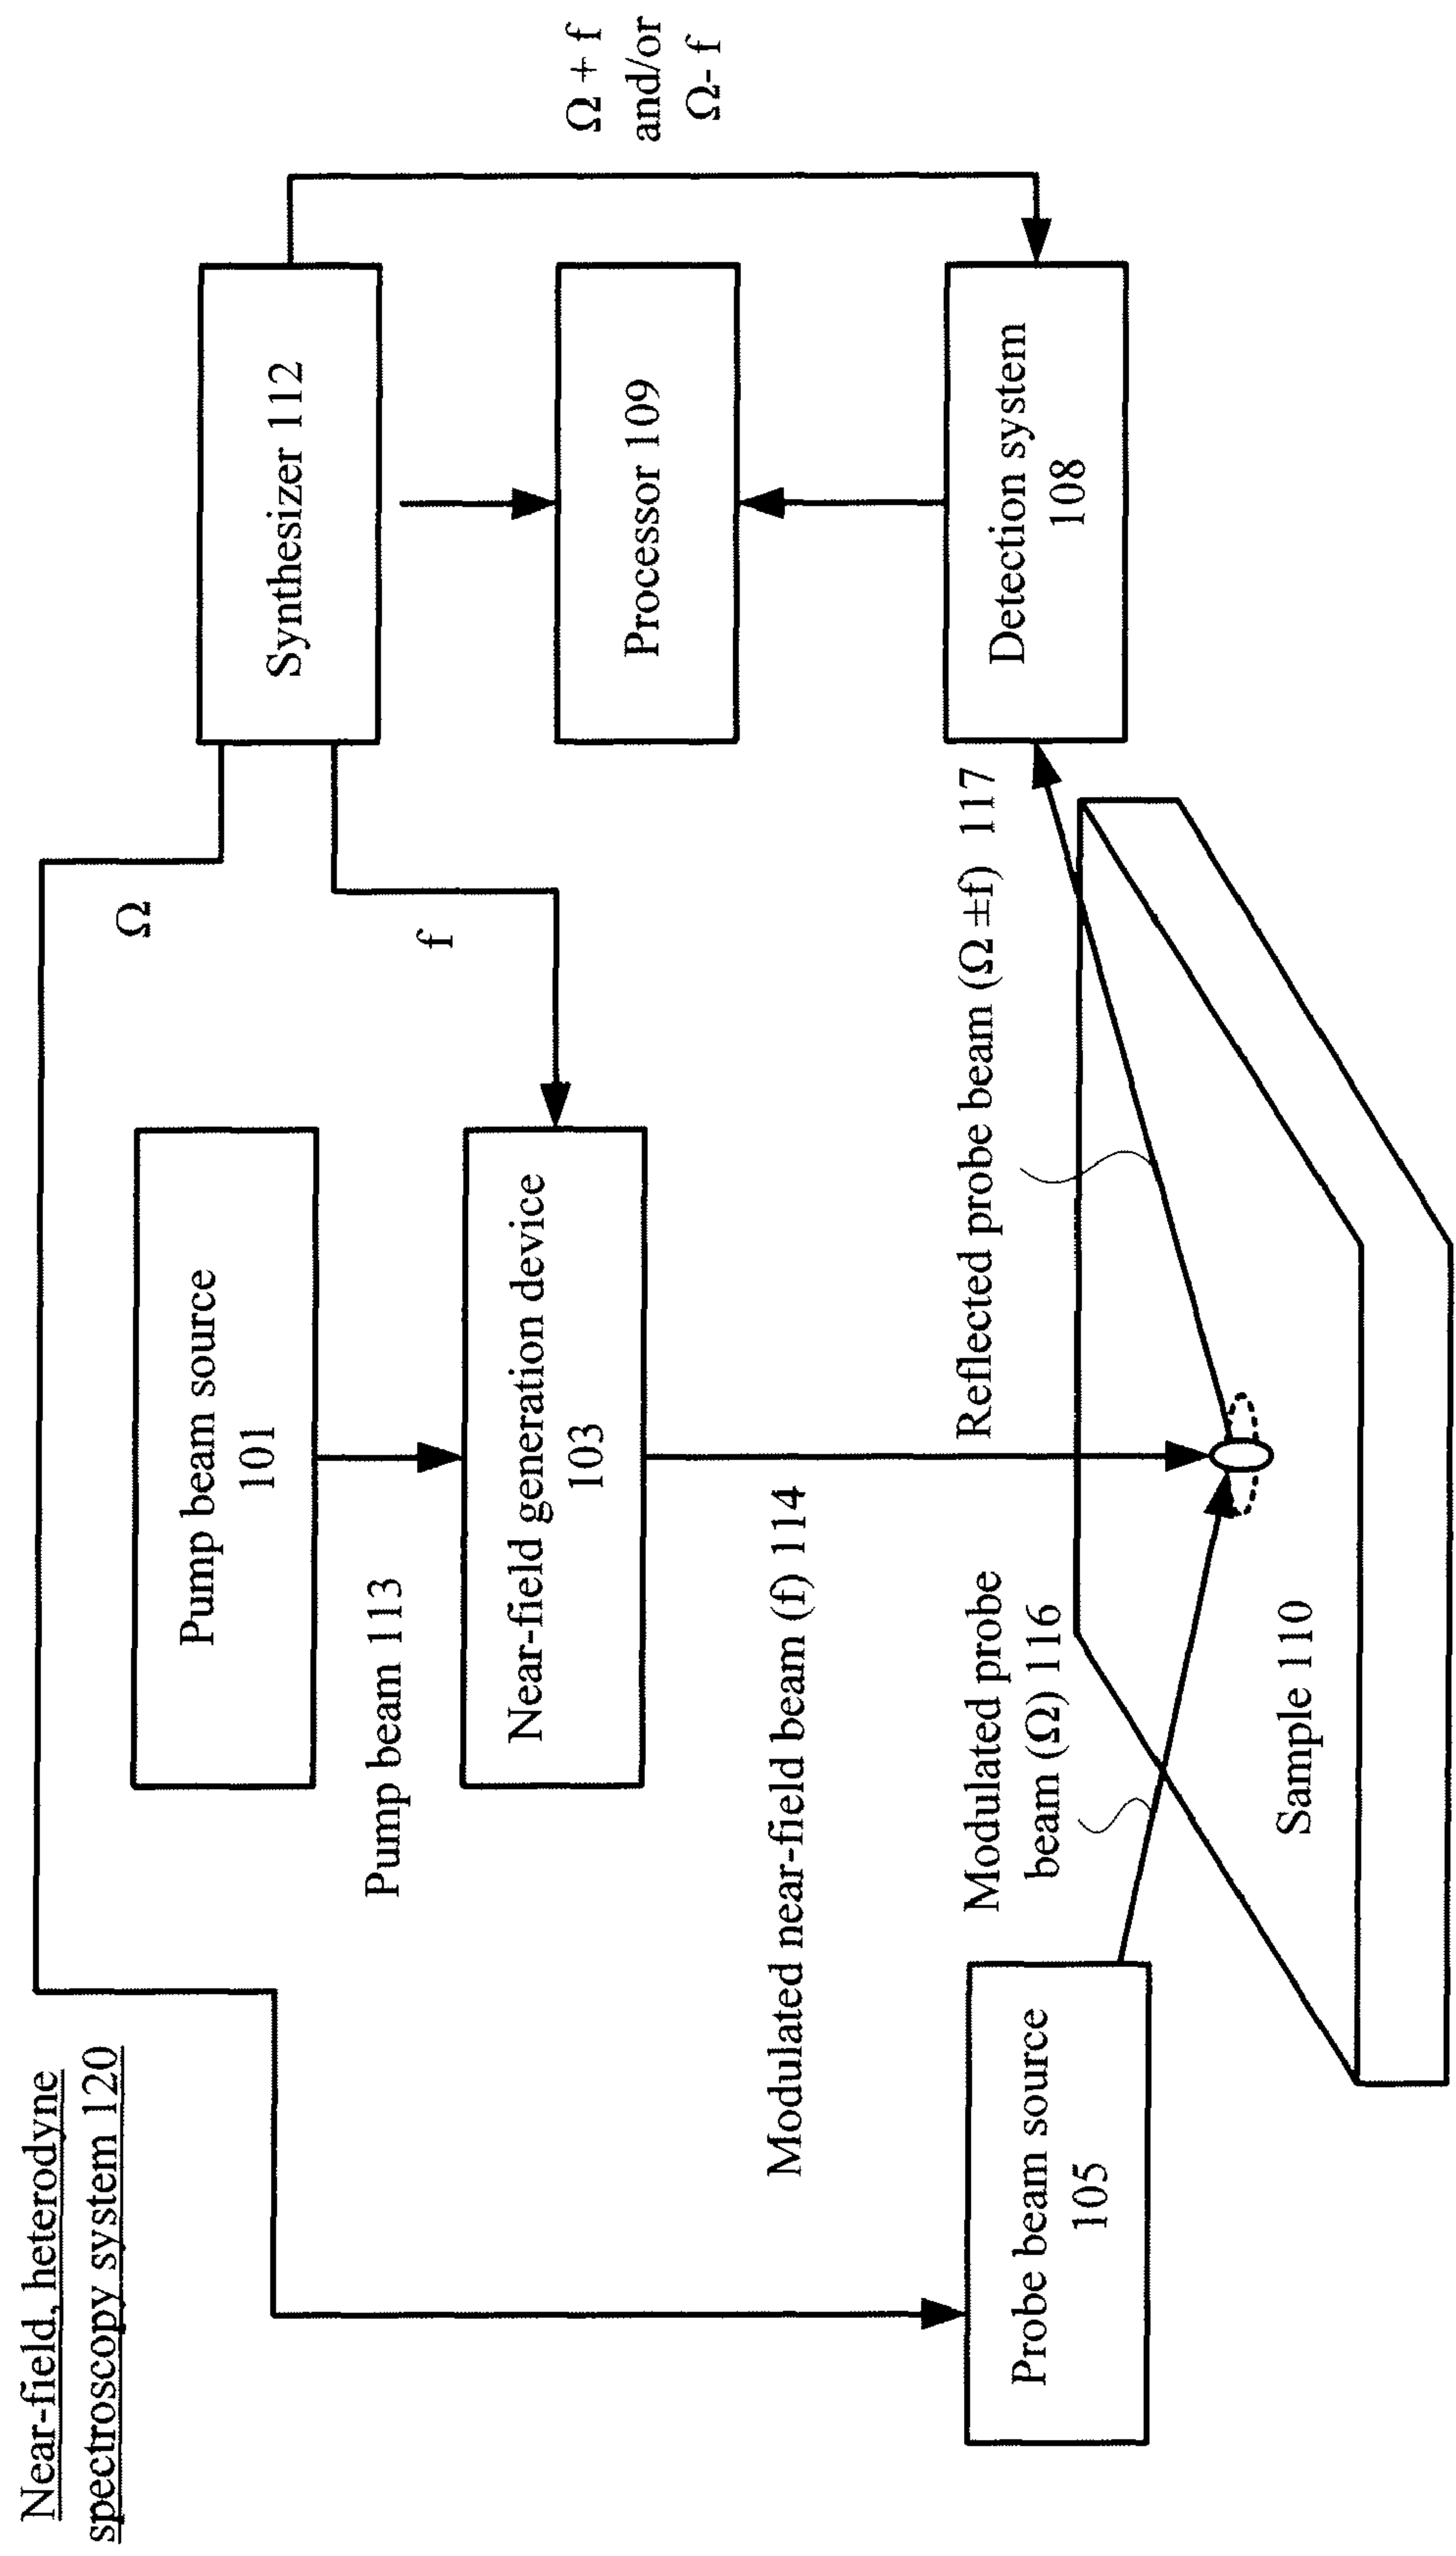 Near-field, heterodyne
spectroscopy system 120
Ω
Pump beam source
101
Synthesizer 112
Ω + f
and/or
Ω- f
f
Pump beam 113
Near-field generation device
103
Processor 109
Modulated near-field beam (f) 114
Probe beam source
105
Modulated probe
beam (Ω) 116
Reflected probe beam (Ω ±f) 117
Detection system
108
Sample 110